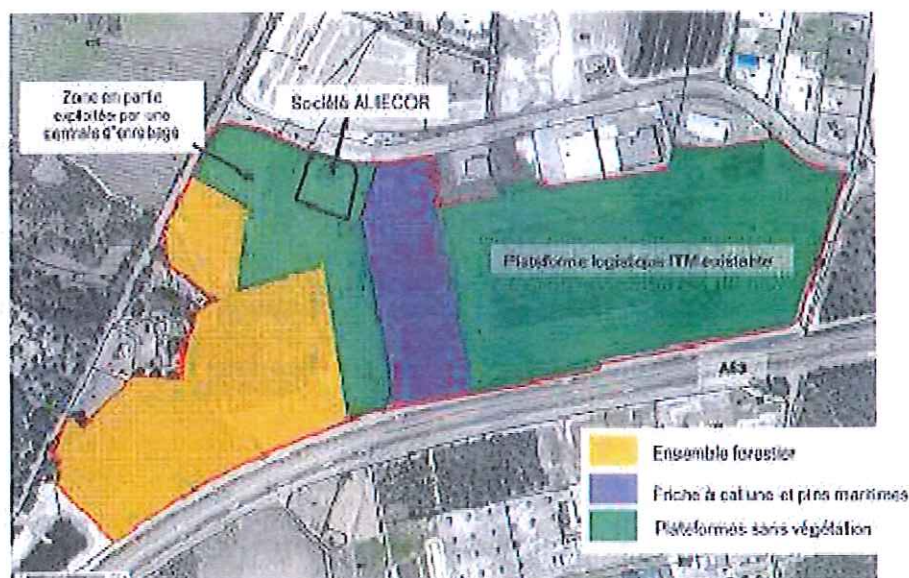 Zone en partie
exploitée par une
centrale d'enrobage
Société ALIECOR
Plateforme logistique ITM existante
A63
Ensemble forestier
Friche à callune et pins maritimes
Plateformes sans végétation